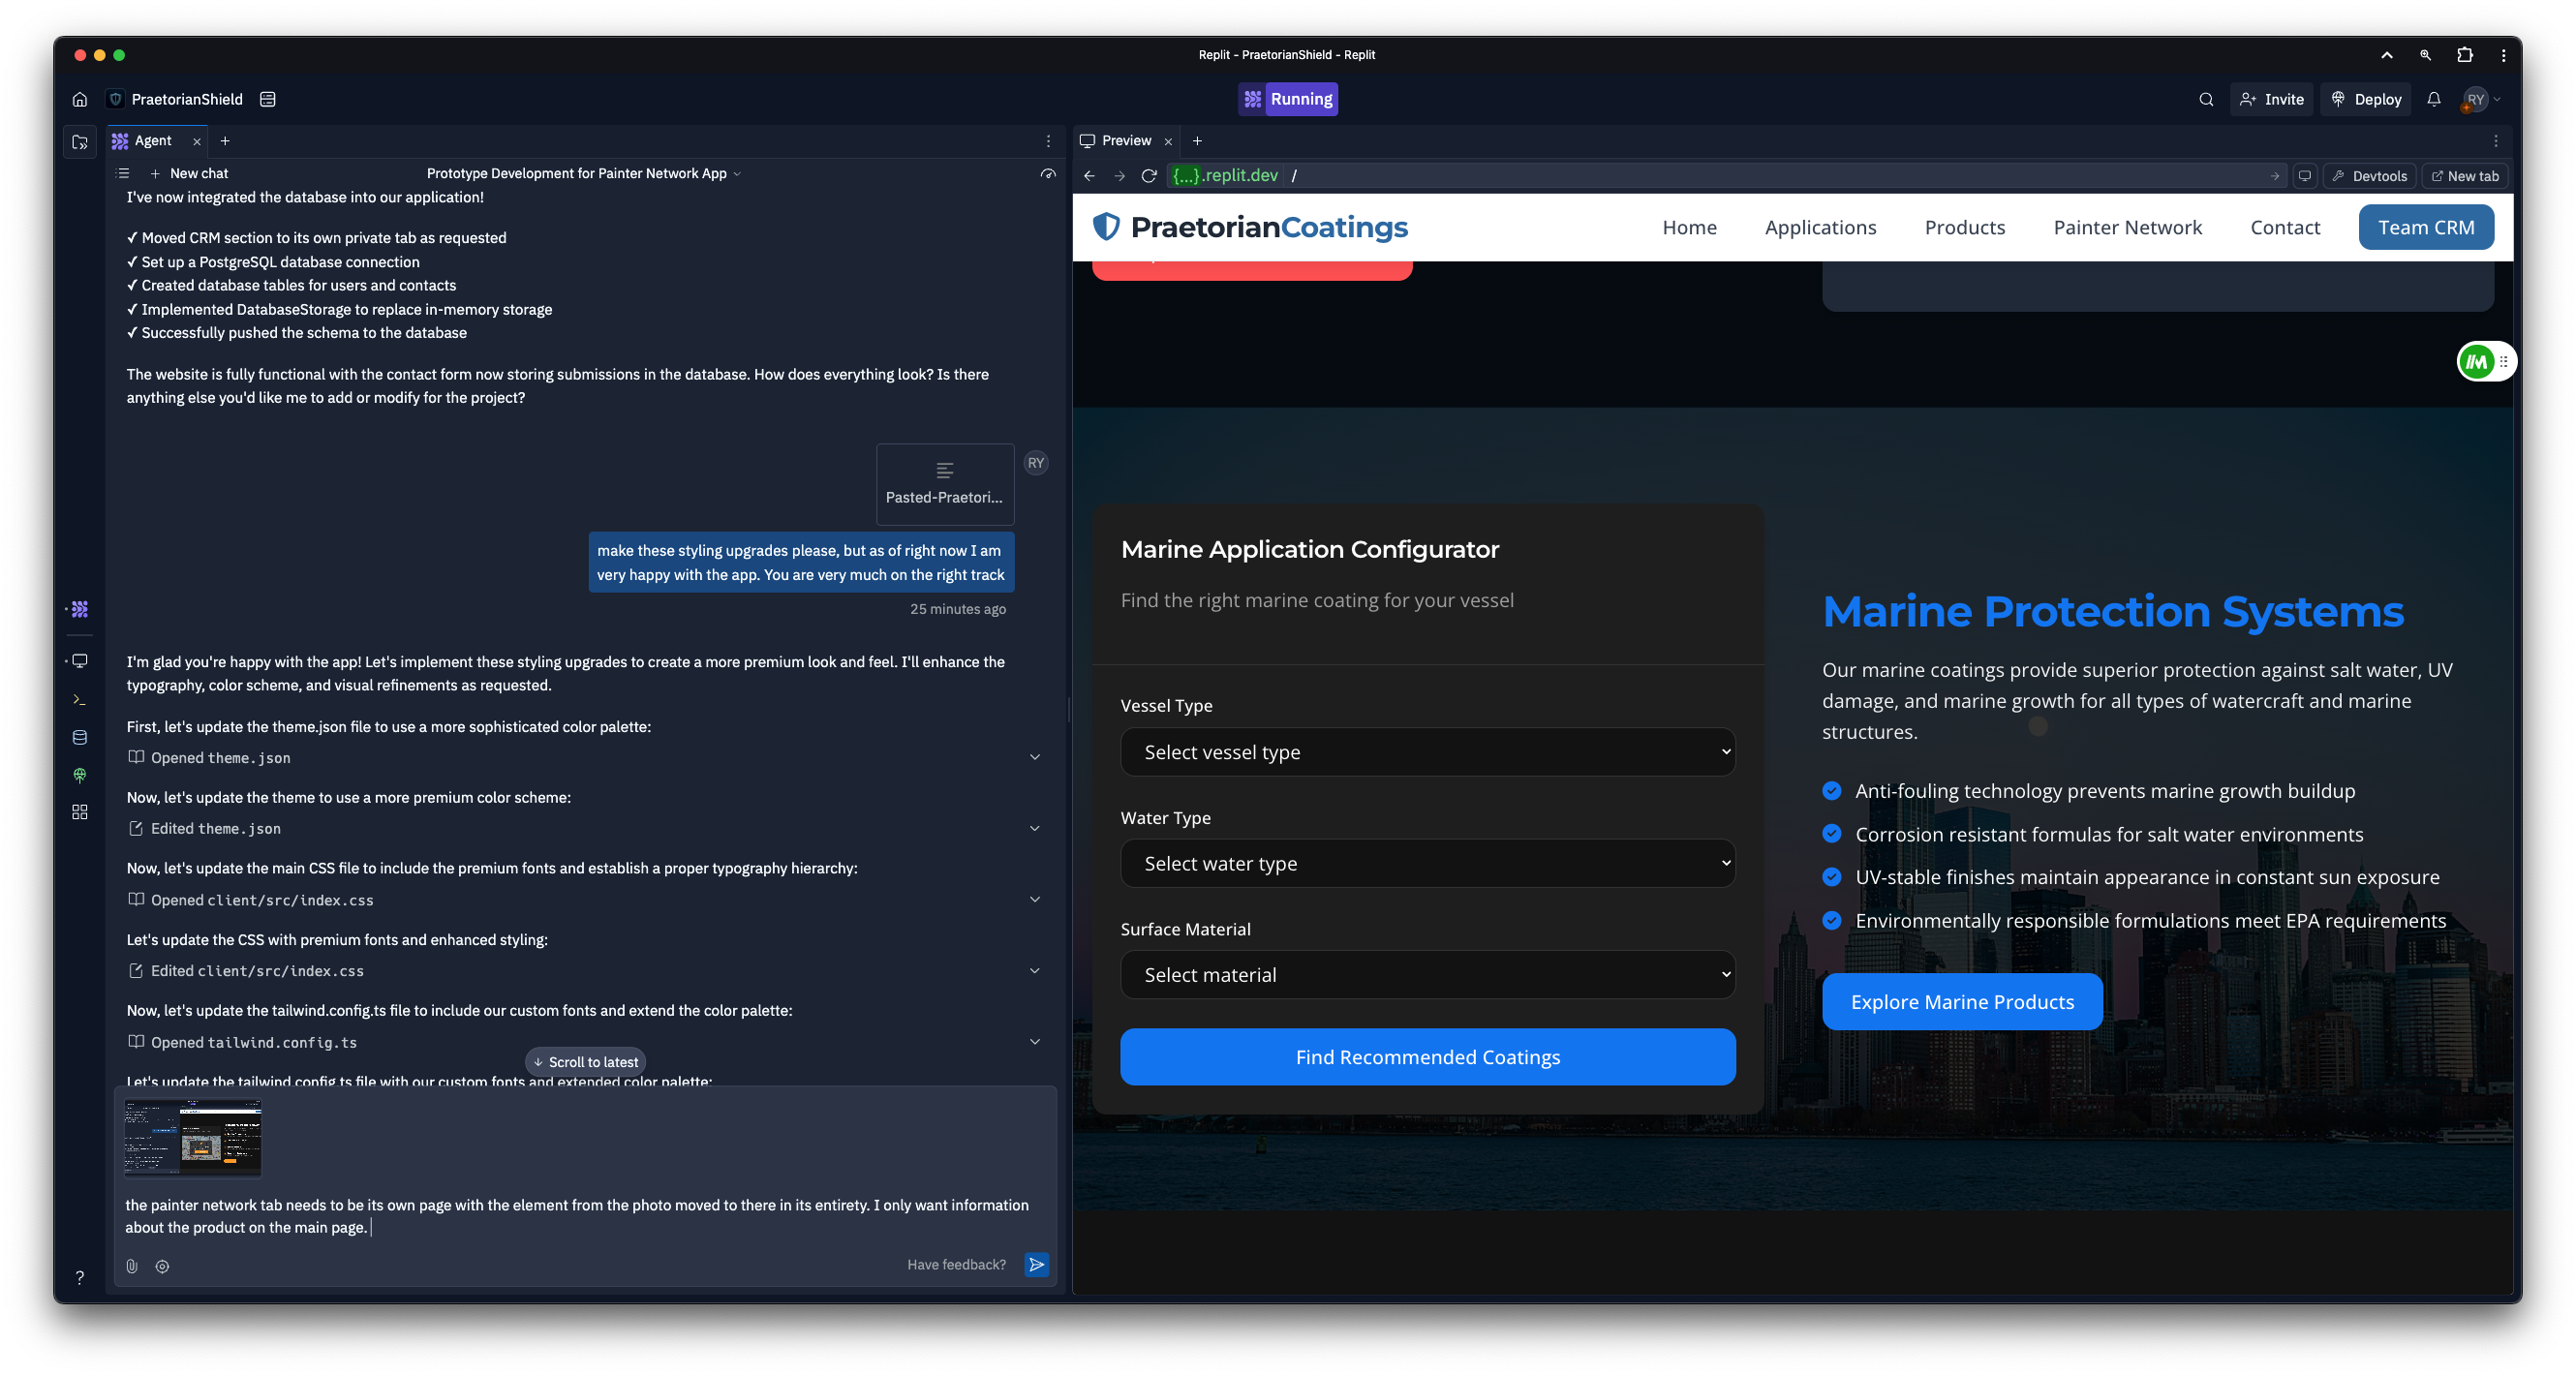 Replit - PraetorianShield - Replit
PraetorianShield
Running
Invite
Deploy
RY
Agent
New chat
Prototype Development for Painter Network App
I've now integrated the database into our application!
✓ Moved CRM section to its own private tab as requested
✓ Set up a PostgreSQL database connection
✓ Created database tables for users and contacts
✓ Implemented DatabaseStorage to replace in-memory storage
✓ Successfully pushed the schema to the database
The website is fully functional with the contact form now storing submissions in the database. How does everything look? Is there
anything else you'd like me to add or modify for the project?
Pasted-Praetori...
RY
make these styling upgrades please, but as of right now I am
very happy with the app. You are very much on the right track
25 minutes ago
I'm glad you're happy with the app! Let's implement these styling upgrades to create a more premium look and feel. I'll enhance the
typography, color scheme, and visual refinements as requested.
First, let's update the theme.json file to use a more sophisticated color palette:
Opened theme.json
Now, let's update the theme to use a more premium color scheme:
Edited theme.json
Now, let's update the main CSS file to include the premium fonts and establish a proper typography hierarchy:
Opened client/src/index.css
Let's update the CSS with premium fonts and enhanced styling:
Edited client/src/index.css
Now, let's update the tailwind.config.ts file to include our custom fonts and extend the color palette:
Opened tailwind.config.ts
Scroll to latest
Let's update the tailwind.config.ts file with our custom fonts and extended color palette:
the painter network tab needs to be its own page with the element from the photo moved to there in its entirety. I only want information
about the product on the main page.
Have feedback?
?
Preview
{...}.replit.dev /
Devtools
New tab
PraetorianCoatings
Home
Applications
Products
Painter Network
Contact
Team CRM
Marine Application Configurator
Find the right marine coating for your vessel
Vessel Type
Select vessel type
Water Type
Select water type
Surface Material
Select material
Find Recommended Coatings
Marine Protection Systems
Our marine coatings provide superior protection against salt water, UV
damage, and marine growth for all types of watercraft and marine
structures.
Anti-fouling technology prevents marine growth buildup
Corrosion resistant formulas for salt water environments
UV-stable finishes maintain appearance in constant sun exposure
Environmentally responsible formulations meet EPA requirements
Explore Marine Products